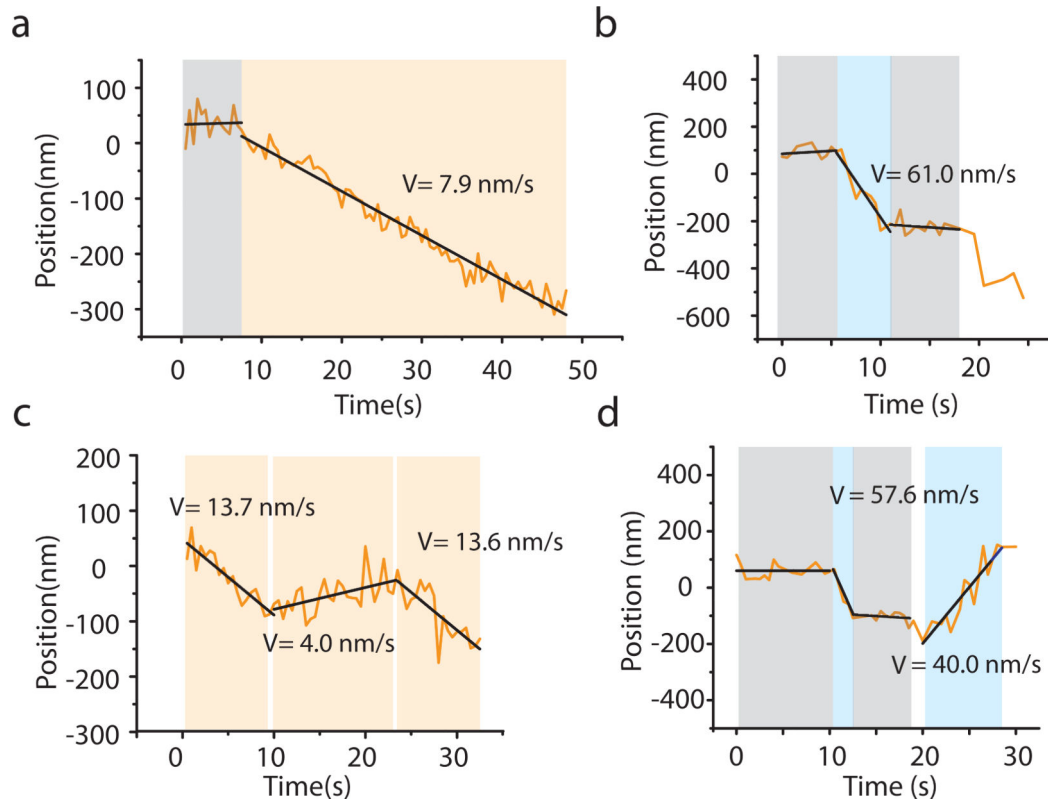 a
Position(nm)
100
0
-100
-200
-300
V= 7.9 nm/s
0 10 20 30 40 50
Time(s)
b
Position (nm)
400
200
0
-200
-400
-600
V= 61.0 nm/s
0 10 20
Time (s)
c
Position(nm)
200
100
0
-100
-200
-300
V= 13.7 nm/s
V= 13.6 nm/s
V= 4.0 nm/s
0 10 20 30
Time(s)
d
Position (nm)
400
200
0
-200
-400
V = 57.6 nm/s
V = 40.0 nm/s
0 10 20 30
Time (s)